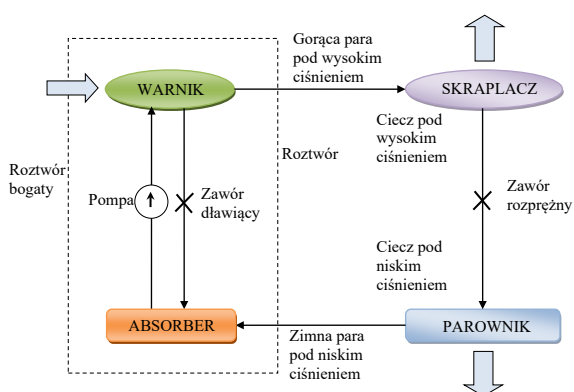 Gorąca para
pod wysokim
ciśnieniem
WARNIK
SKRAPLACZ
Ciecz pod
wysokim
ciśnieniem
Roztwór
Roztwór
bogaty
Pompa
Zawór
dławiący
Zawór
rozprężny
Ciecz pod
niskim
ciśnieniem
ABSORBER
PAROWNIK
Zimna para
pod niskim
ciśnieniem